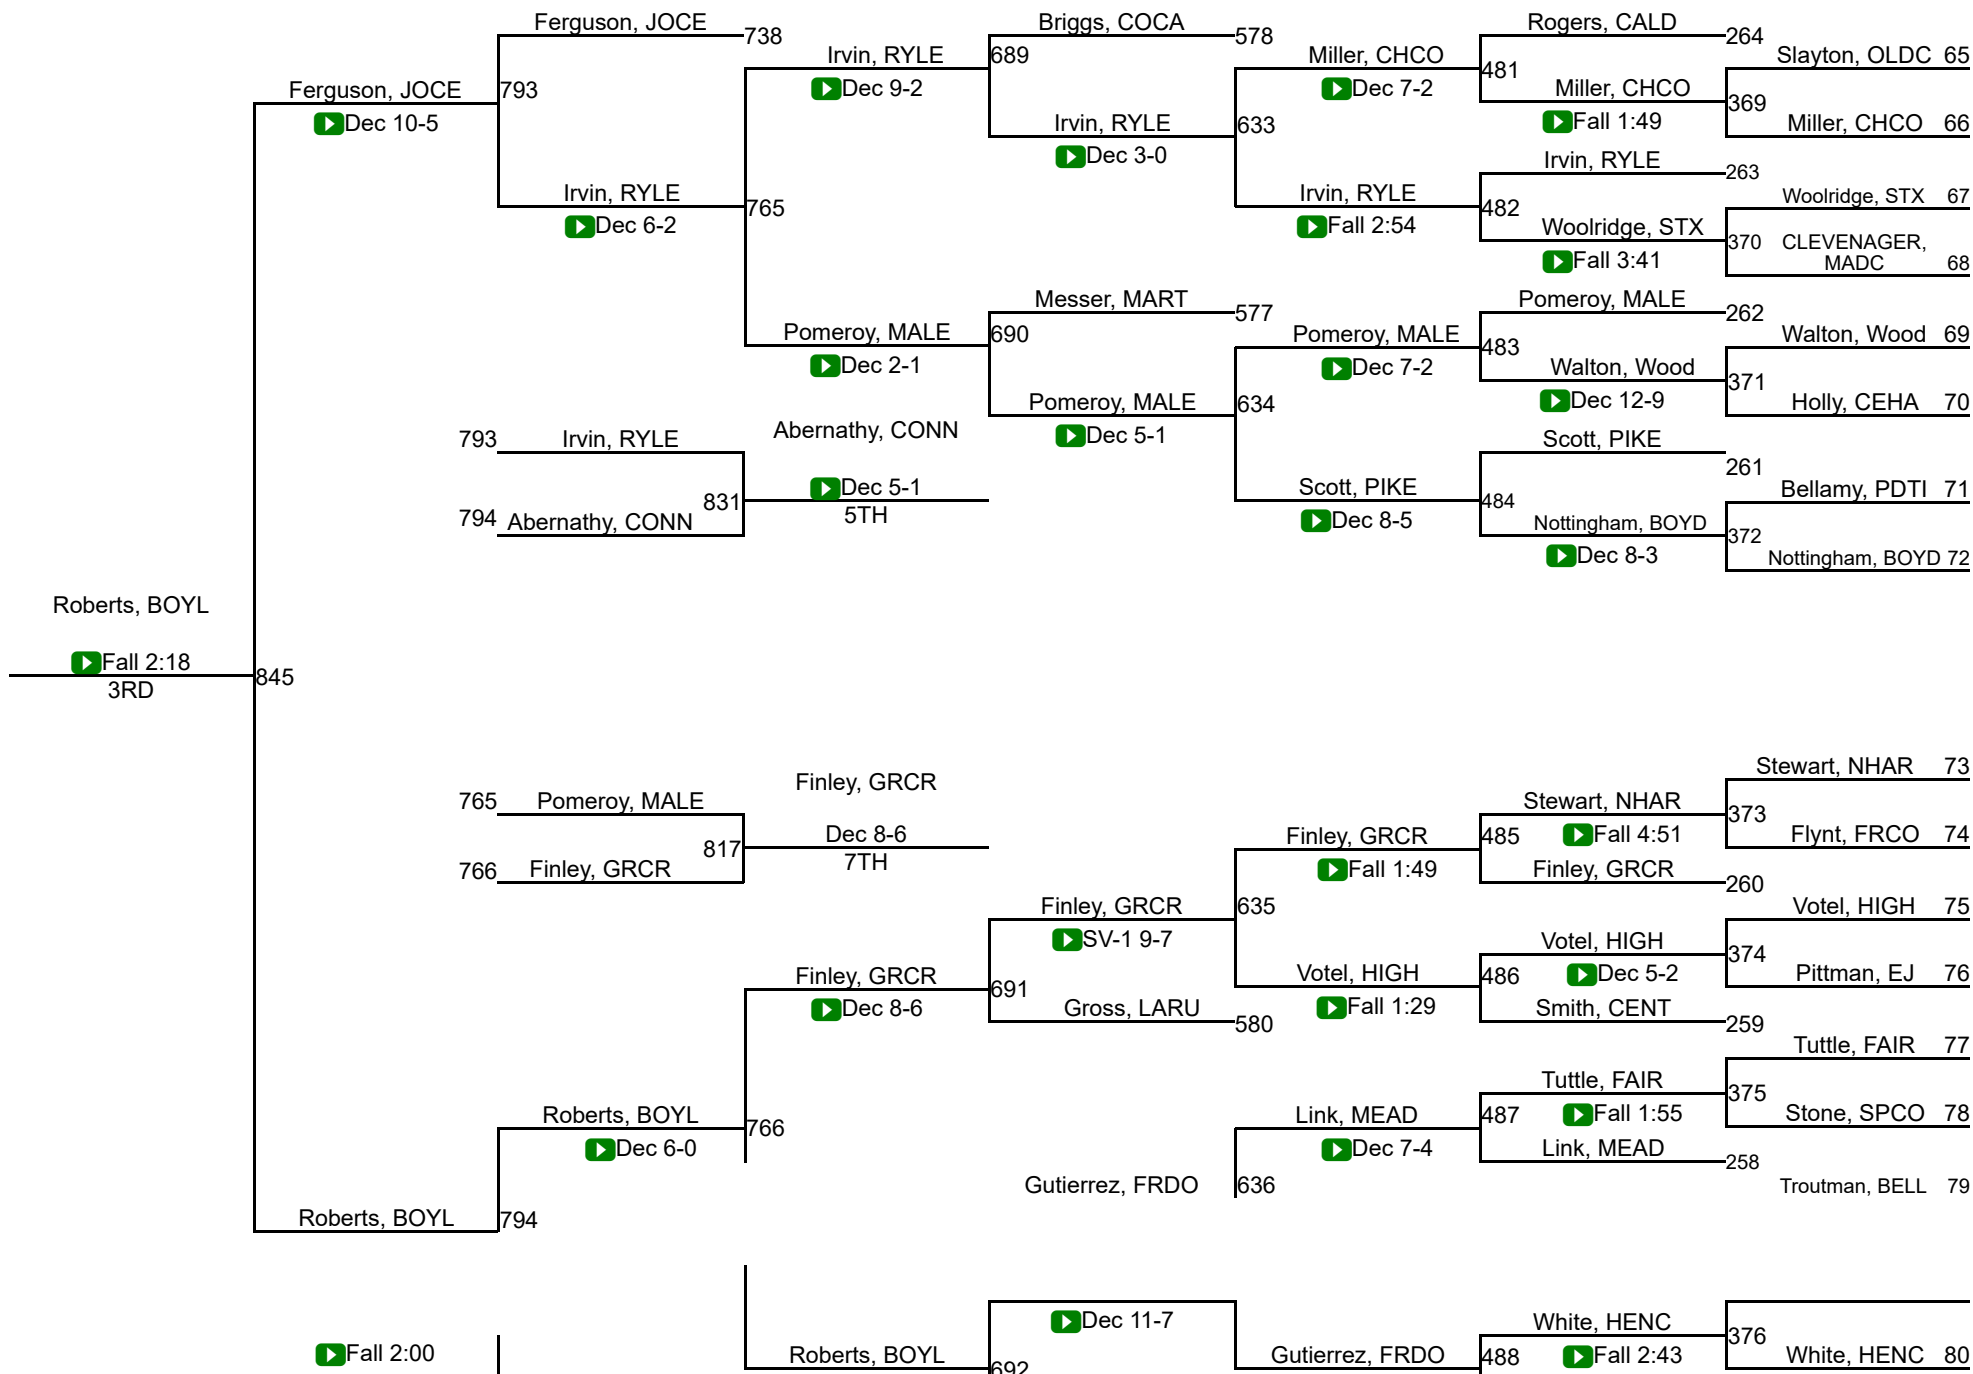 Ferguson, JOCE
738
Briggs, COCA
578
Rogers, CALD
264
Irvin, RYLE
689
Miller, CHCO
481
Slayton, OLDC 65
Ferguson, JOCE
793
Dec 9-2
Dec 7-2
Miller, CHCO
369
Dec 10-5
Irvin, RYLE
633
Fall 1:49
Miller, CHCO 66
Dec 3-0
Irvin, RYLE
263
Irvin, RYLE
765
Irvin, RYLE
482
Woolridge, STX 67
Dec 6-2
Fall 2:54
Woolridge, STX
370
CLEVENAGER,
MADC 68
Fall 3:41
Messer, MART
577
Pomeroy, MALE
262
Pomeroy, MALE
690
Pomeroy, MALE
483
Walton, Wood 69
Dec 2-1
Dec 7-2
Walton, Wood
371
Pomeroy, MALE
634
Dec 12-9
Holly, CEHA 70
793 Irvin, RYLE
Abernathy, CONN
Dec 5-1
Scott, PIKE
261
831
Dec 5-1
Scott, PIKE
484
Bellamy, PDTI 71
794 Abernathy, CONN
5TH
Dec 8-5
Nottingham, BOYD
372
Dec 8-3
Nottingham, BOYD 72
Roberts, BOYL
Fall 2:18
845
3RD
Stewart, NHAR 73
765 Pomeroy, MALE
Finley, GRCR
Stewart, NHAR
373
817
Dec 8-6
Finley, GRCR
485
Fall 4:51
Flynt, FRCO 74
766 Finley, GRCR
7TH
Fall 1:49
Finley, GRCR
260
Finley, GRCR
635
Votel, HIGH 75
SV-1 9-7
Votel, HIGH
374
Finley, GRCR
691
Votel, HIGH
486
Dec 5-2
Pittman, EJ 76
Dec 8-6
Gross, LARU
580
Fall 1:29
Smith, CENT
259
Tuttle, FAIR 77
Tuttle, FAIR
375
Roberts, BOYL
766
Link, MEAD
487
Fall 1:55
Stone, SPCO 78
Dec 6-0
Dec 7-4
Link, MEAD
258
Gutierrez, FRDO
636
Troutman, BELL 79
Roberts, BOYL
794
Dec 11-7
White, HENC
376
Fall 2:00
Roberts, BOYL
692
Gutierrez, FRDO
488
Fall 2:43
White, HENC 80